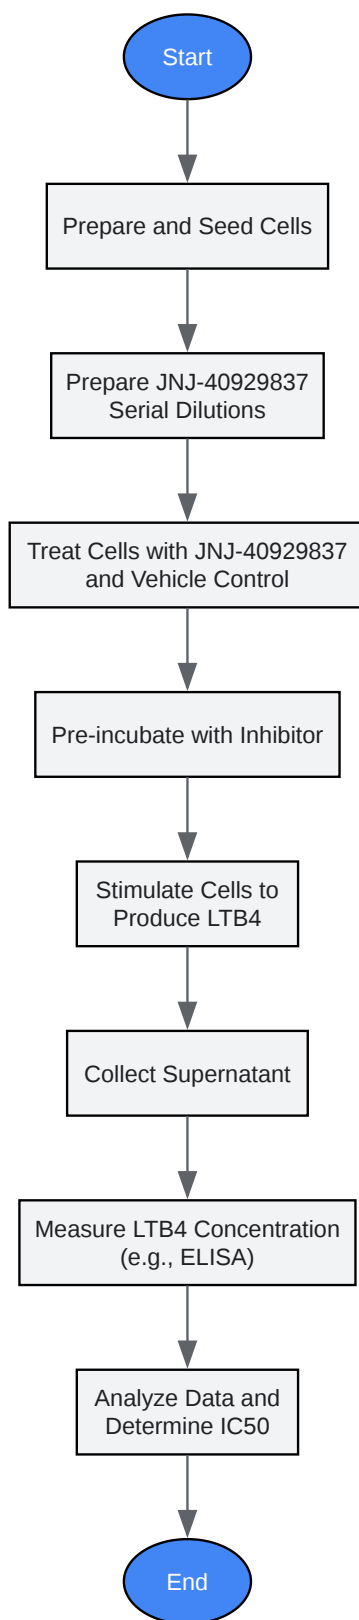 Start
Prepare and Seed Cells
Prepare JNJ-40929837
Serial Dilutions
Treat Cells with JNJ-40929837
and Vehicle Control
Pre-incubate with Inhibitor
Stimulate Cells to
Produce LTB4
Collect Supernatant
Measure LTB4 Concentration
(e.g., ELISA)
Analyze Data and
Determine IC50
End